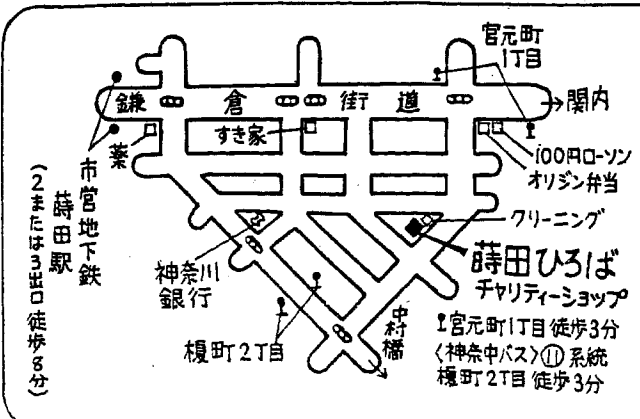 宮元町
1丁目
鎌倉街道
→関内
すき家
薬
100円ローソン
オリジン弁当
クリーニング
市営地下鉄
蒔田駅
(2または3出口 徒歩8分)
神奈川
銀行
蒔田ひろば
チャリティーショップ
榎町2丁目
中村橋
宮元町1丁目 徒歩3分
〈神奈中バス〉⑪系統
榎町2丁目 徒歩3分